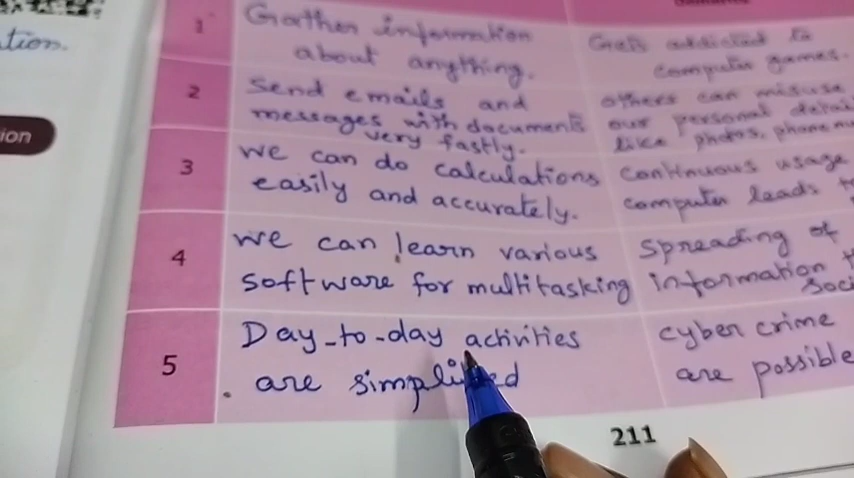 tion.
ion
1 Gather information
about anything.
Gets addicted to
computer games.
2 Send emails and
messages with documents
very fastly.
others can misuse
our personal detail
like photos, phone
3 We can do calculations
easily and accurately.
continuous usage
computer leads
4 We can learn various
software for multitasking
Spreading of
information
5 Day-to-day activities
are simplified
cyber crime
are possible
211